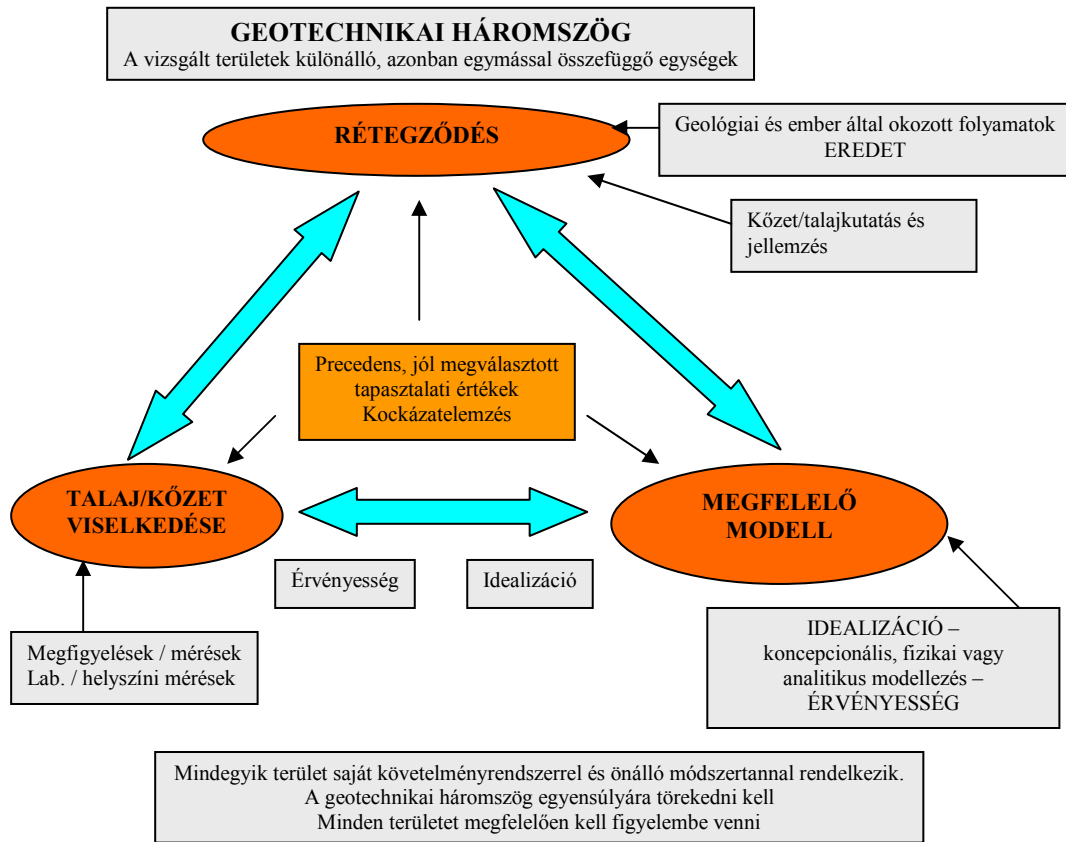 GEOTECHNIKAI HÁROMSZÖG
A vizsgált területek különálló, azonban egymással összefüggő egységek
RÉTEGZŐDÉS
Geológiai és ember által okozott folyamatok
EREDET
Kőzet/talajkutatás és
jellemzés
Precedens, jól megválasztott
tapasztalati értékek
Kockázatelemzés
TALAJ/KŐZET
VISELKEDÉSE
MEGFELELŐ
MODELL
Érvényesség
Idealizáció
Megfigyelések / mérések
Lab. / helyszíni mérések
IDEALIZÁCIÓ –
koncepcionális, fizikai vagy
analitikus modellezés –
ÉRVÉNYESSÉG
Mindegyik terület saját követelményrendszerrel és önálló módszertannal rendelkezik.
A geotechnikai háromszög egyensúlyára törekedni kell
Minden területet megfelelően kell figyelembe venni